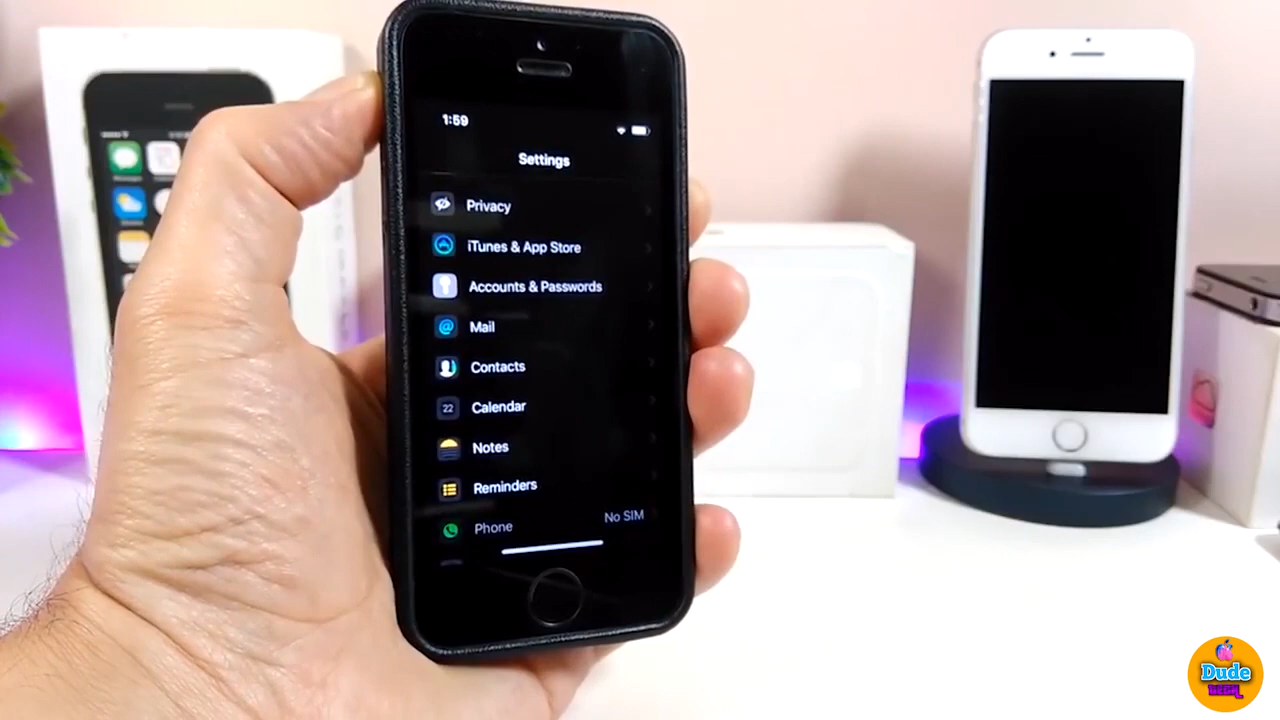 1:59
Settings
Privacy
iTunes & App Store
Accounts & Passwords
Mail
Contacts
22
Calendar
Notes
Reminders
Phone
No SIM
Dude